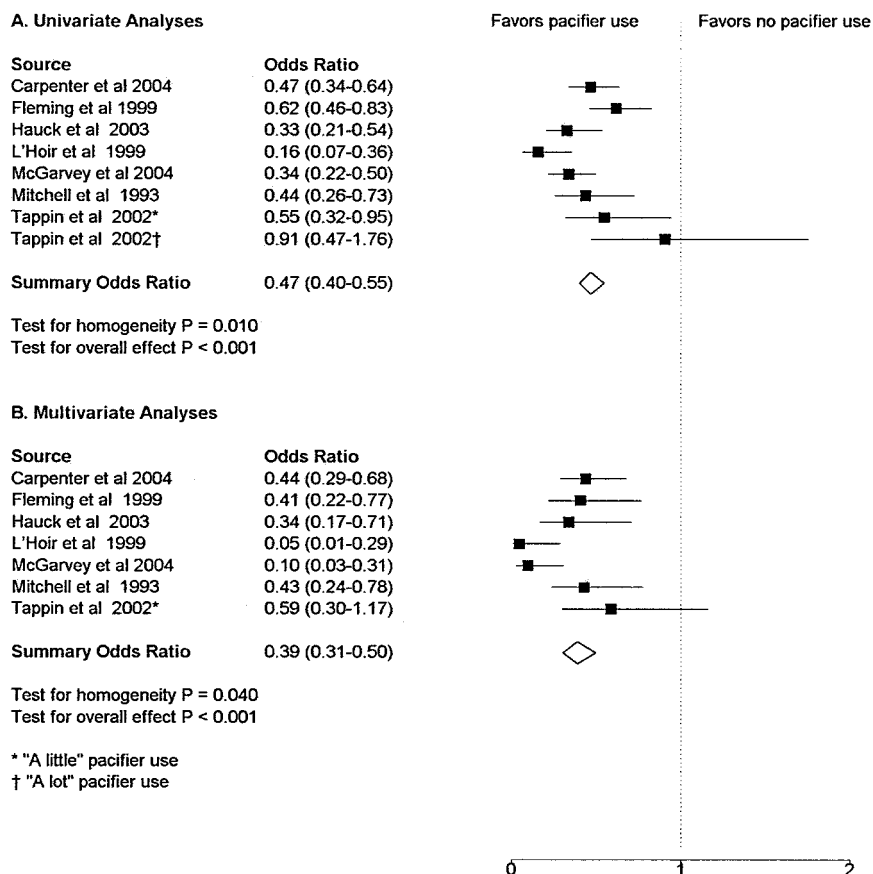 A. Univariate Analyses Favors pacifier use Favors no pacifier use
Source Odds Ratio
Carpenter et al 2004 0.47 (0.34-0.64)
Fleming et al 1999 0.62 (0.46-0.83)
Hauck et al 2003 0.33 (0.21-0.54)
L'Hoir et al 1999 0.16 (0.07-0.36)
McGarvey et al 2004 0.34 (0.22-0.50)
Mitchell et al 1993 0.44 (0.26-0.73)
Tappin et al 2002* 0.55 (0.32-0.95)
Tappin et al 2002† 0.91 (0.47-1.76)
Summary Odds Ratio 0.47 (0.40-0.55)
Test for homogeneity P = 0.010
Test for overall effect P < 0.001
B. Multivariate Analyses
Source Odds Ratio
Carpenter et al 2004 0.44 (0.29-0.68)
Fleming et al 1999 0.41 (0.22-0.77)
Hauck et al 2003 0.34 (0.17-0.71)
L'Hoir et al 1999 0.05 (0.01-0.29)
McGarvey et al 2004 0.10 (0.03-0.31)
Mitchell et al 1993 0.43 (0.24-0.78)
Tappin et al 2002* 0.59 (0.30-1.17)
Summary Odds Ratio 0.39 (0.31-0.50)
Test for homogeneity P = 0.040
Test for overall effect P < 0.001
* "A little" pacifier use
† "A lot" pacifier use
0 1 2